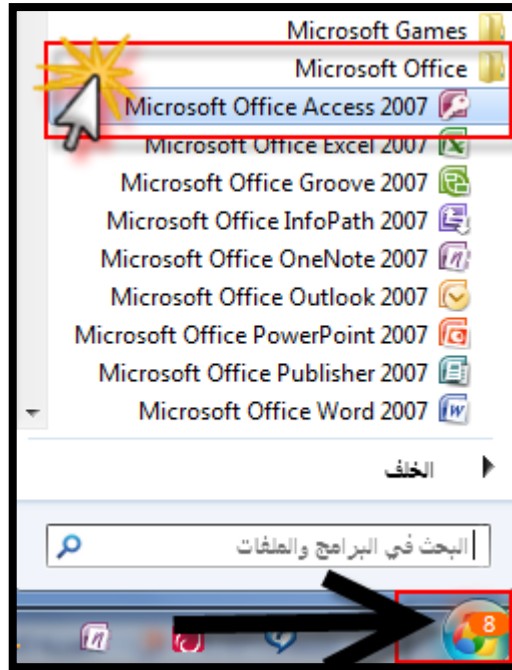 Microsoft Games
Microsoft Office
Microsoft Office Access 2007
Microsoft Office Excel 2007
Microsoft Office Groove 2007
Microsoft Office InfoPath 2007
Microsoft Office OneNote 2007
Microsoft Office Outlook 2007
Microsoft Office PowerPoint 2007
Microsoft Office Publisher 2007
Microsoft Office Word 2007
الخلف
البحث في البرامج والملفات
8